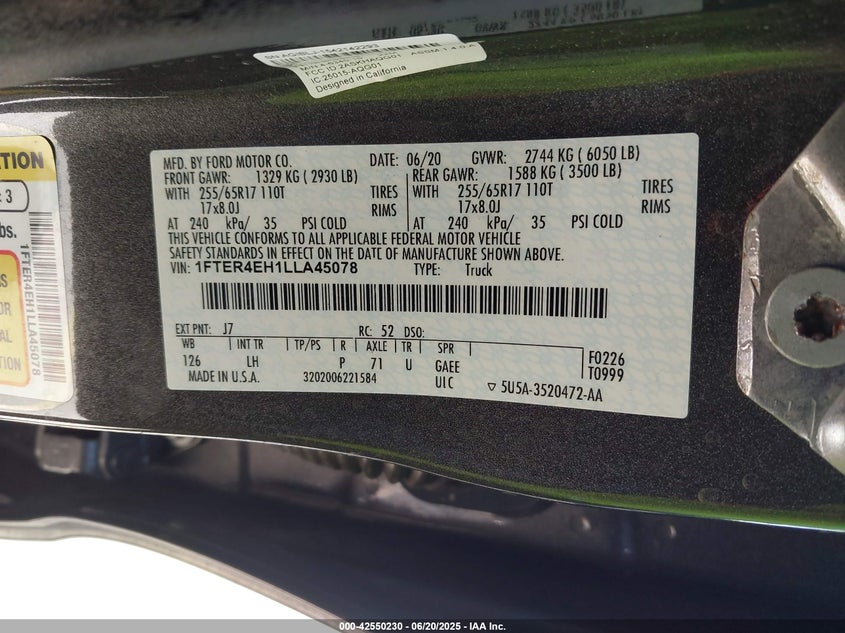 FCC ID:2ASKHAQG01
IC:25015-AQG01
Designed in California
MFD. BY FORD MOTOR CO. DATE: 06/20 GVWR: 2744 KG ( 6050 LB)
FRONT GAWR: 1329 KG ( 2930 LB) REAR GAWR: 1588 KG ( 3500 LB)
WITH 255/65R17 110T TIRES WITH 255/65R17 110T TIRES
17x8.0J RIMS 17x8.0J RIMS
AT 240 kPa/ 35 PSI COLD AT 240 kPa/ 35 PSI COLD
THIS VEHICLE CONFORMS TO ALL APPLICABLE FEDERAL MOTOR VEHICLE
SAFETY STANDARDS IN EFFECT ON THE DATE OF MANUFACTURE SHOWN ABOVE.
VIN: 1FTER4EH1LLA45078 TYPE: Truck
EXT PNT: J7 RC: 52 DSO:
WB INT TR TP/PS R AXLE TR SPR
126 LH P 71 U GAEE F0226
UIC T0999
MADE IN U.S.A. 3202006221584 ▽ 5U5A-3520472-AA
1FTER4EH1LLA45078
000-42550230 - 06/20/2025 - IAA Inc.